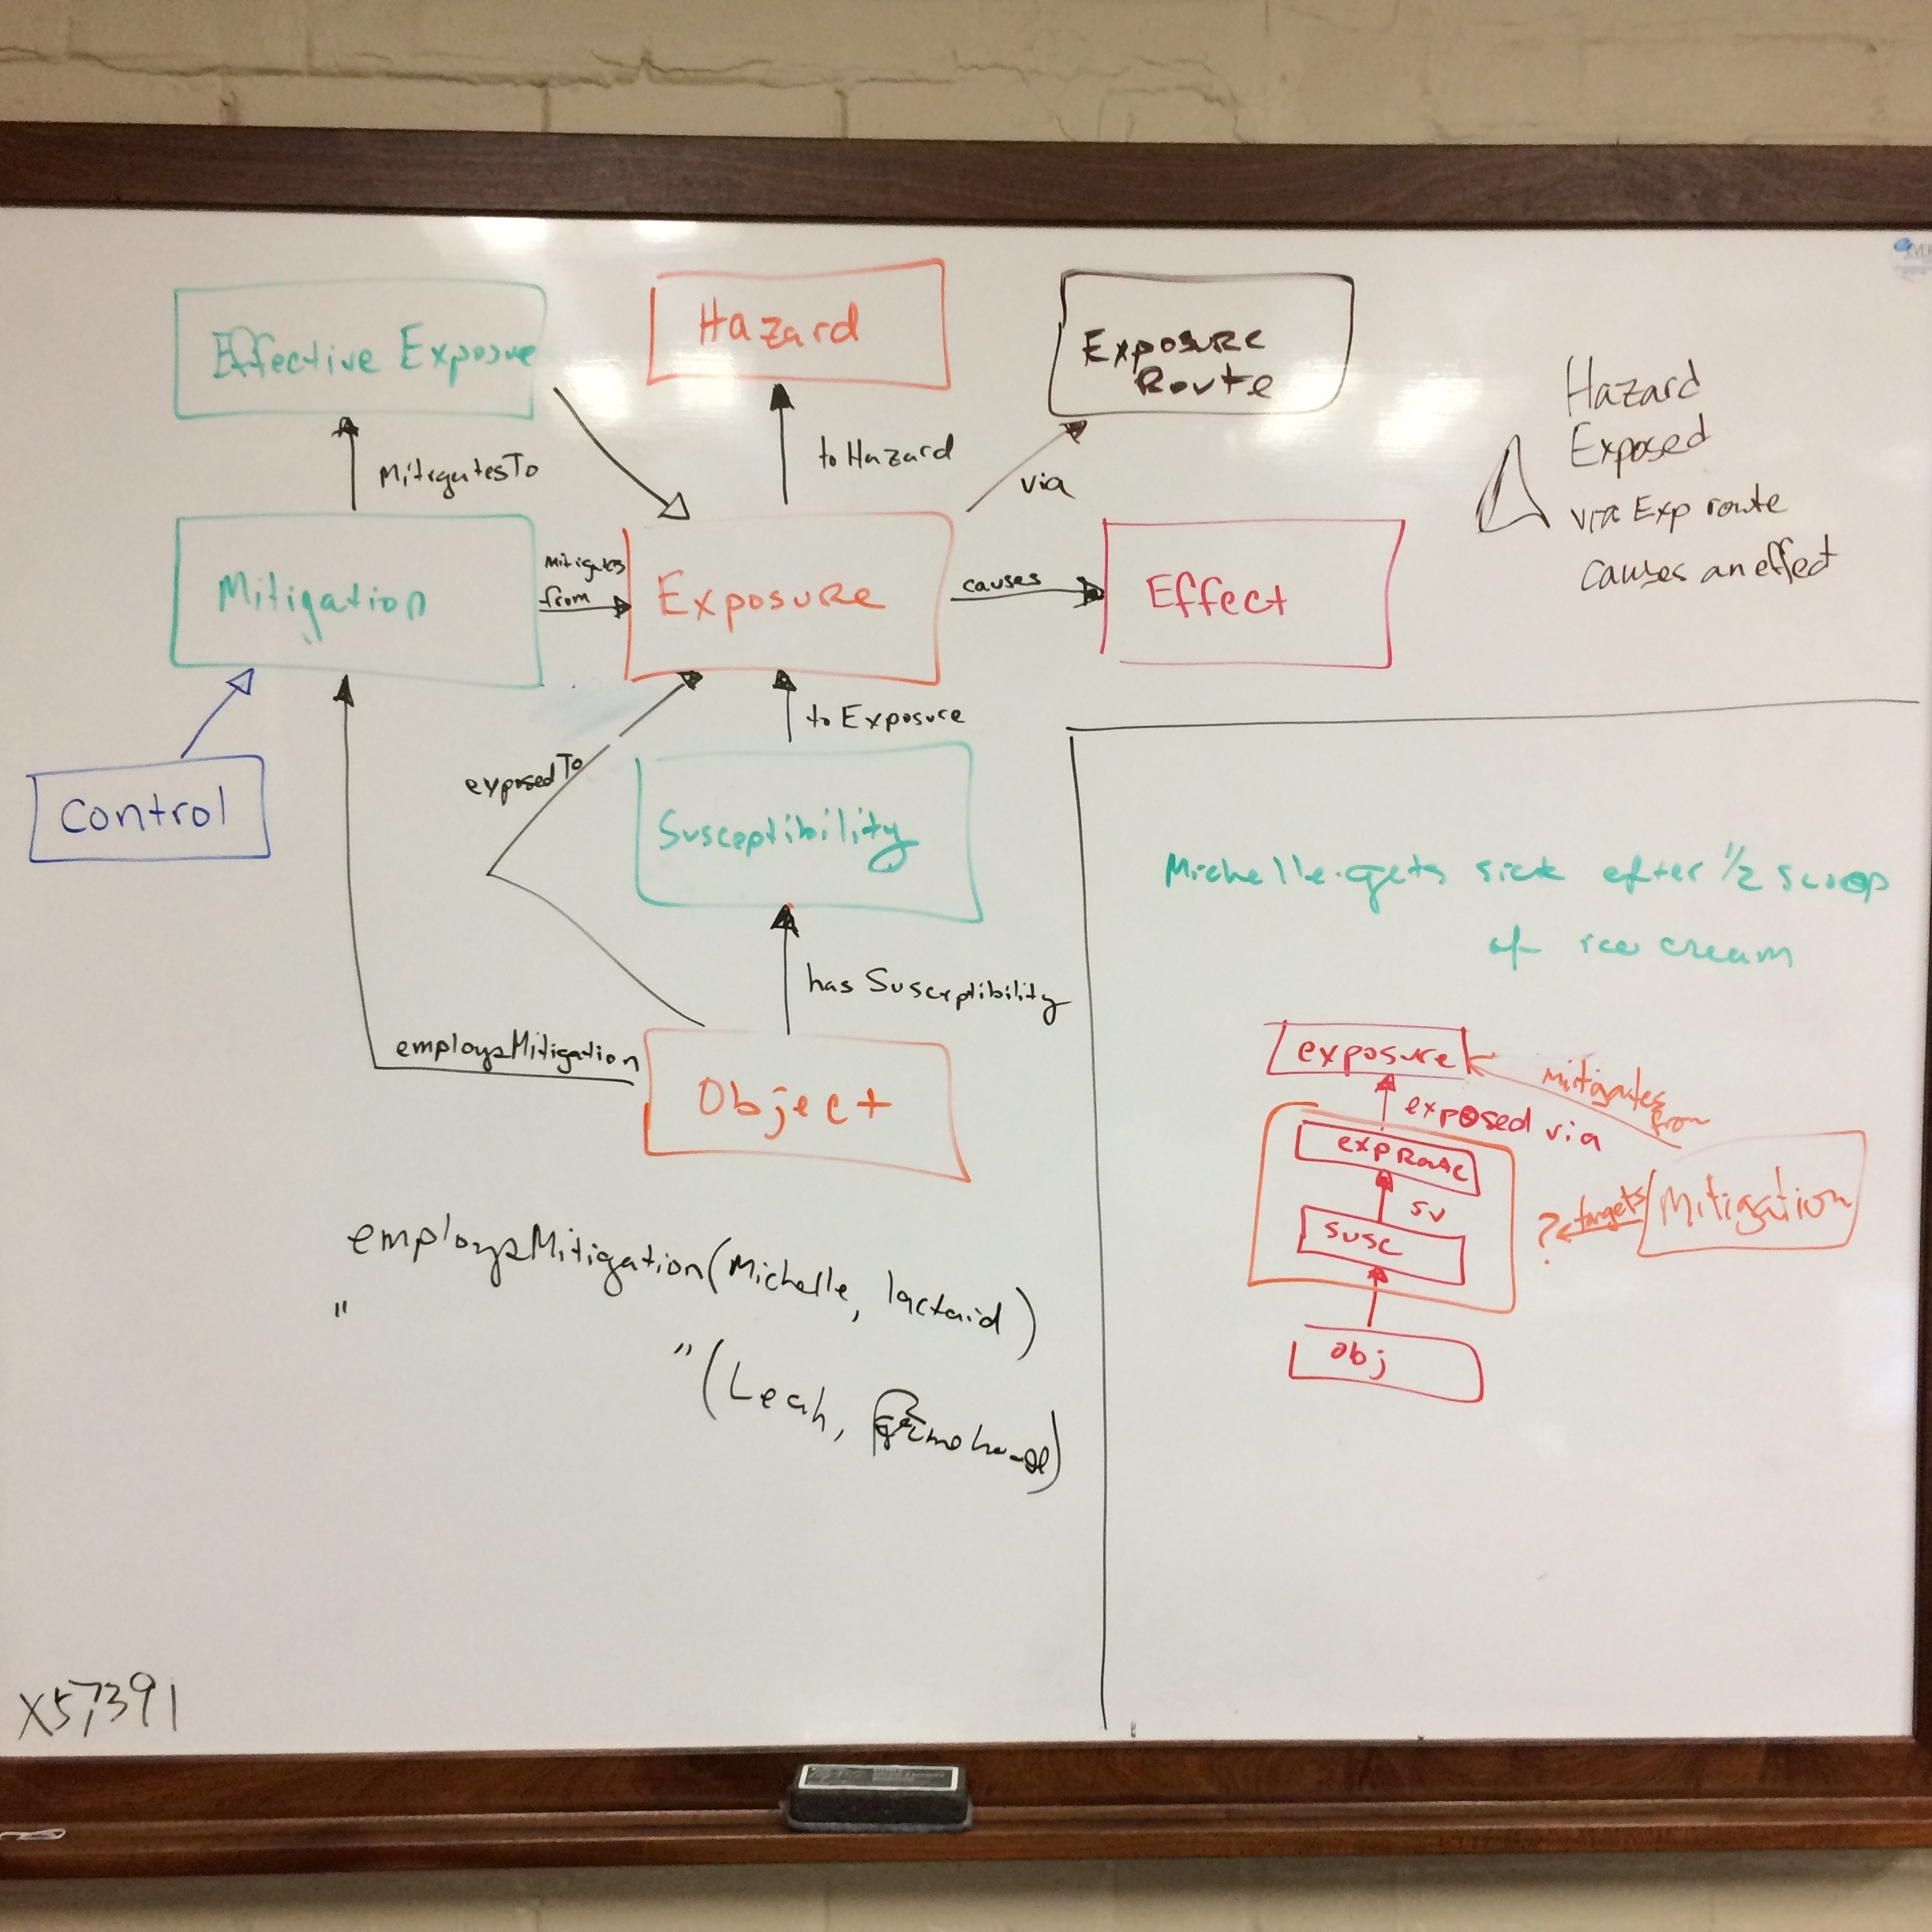 Effective Exposure
Hazard
Exposure
Route
MitigatesTo
to Hazard
via
Hazard
Exposed
via Exp route
causes an effect
Mitigation
Mitigates
from
Exposure
causes
Effect
Control
exposedTo
to Exposure
Susceptibility
has Susceptibility
employsMitigation
Object
employsMitigation(Michelle, lactaid)
"
" (Leah,
X57391
Michelle gets sick after 1/2 scoop
of ice cream
exposure
mitigates
from
exposed via
exp Route
sv
susc
obj
? targets
Mitigation